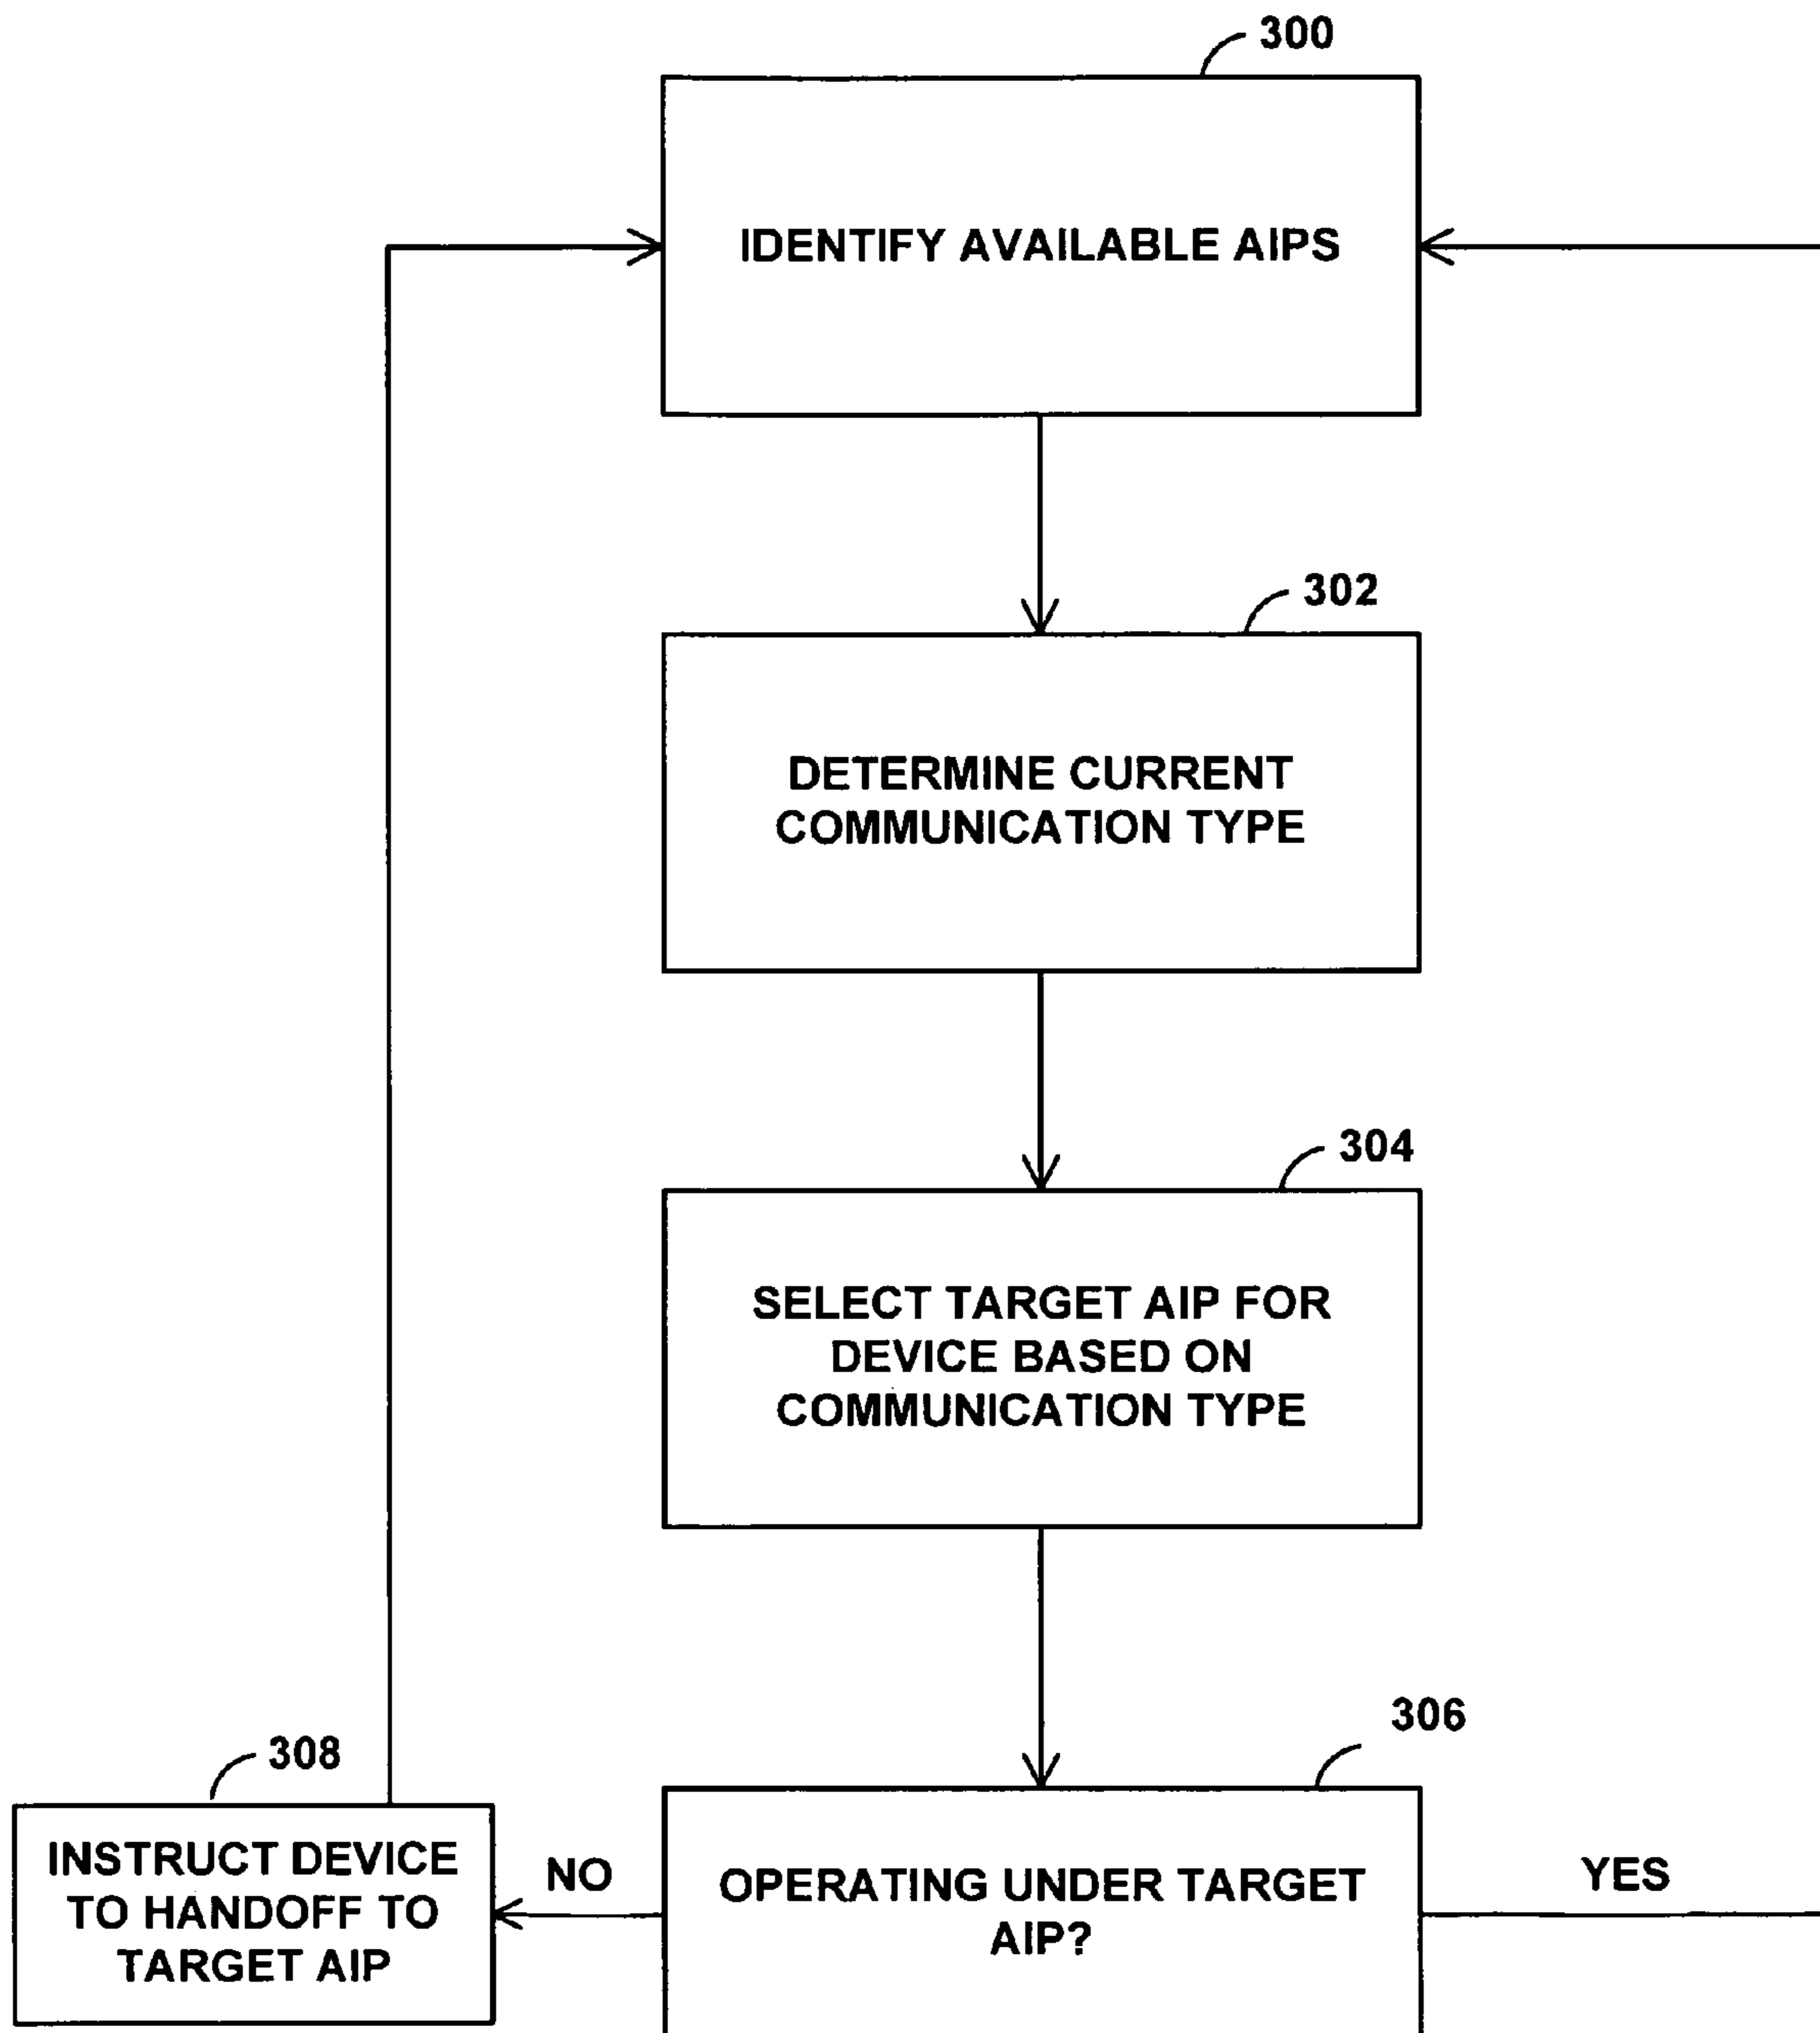 300
IDENTIFY AVAILABLE AIPS
302
DETERMINE CURRENT
COMMUNICATION TYPE
304
SELECT TARGET AIP FOR
DEVICE BASED ON
COMMUNICATION TYPE
306
OPERATING UNDER TARGET
AIP?
YES
NO
308
INSTRUCT DEVICE
TO HANDOFF TO
TARGET AIP